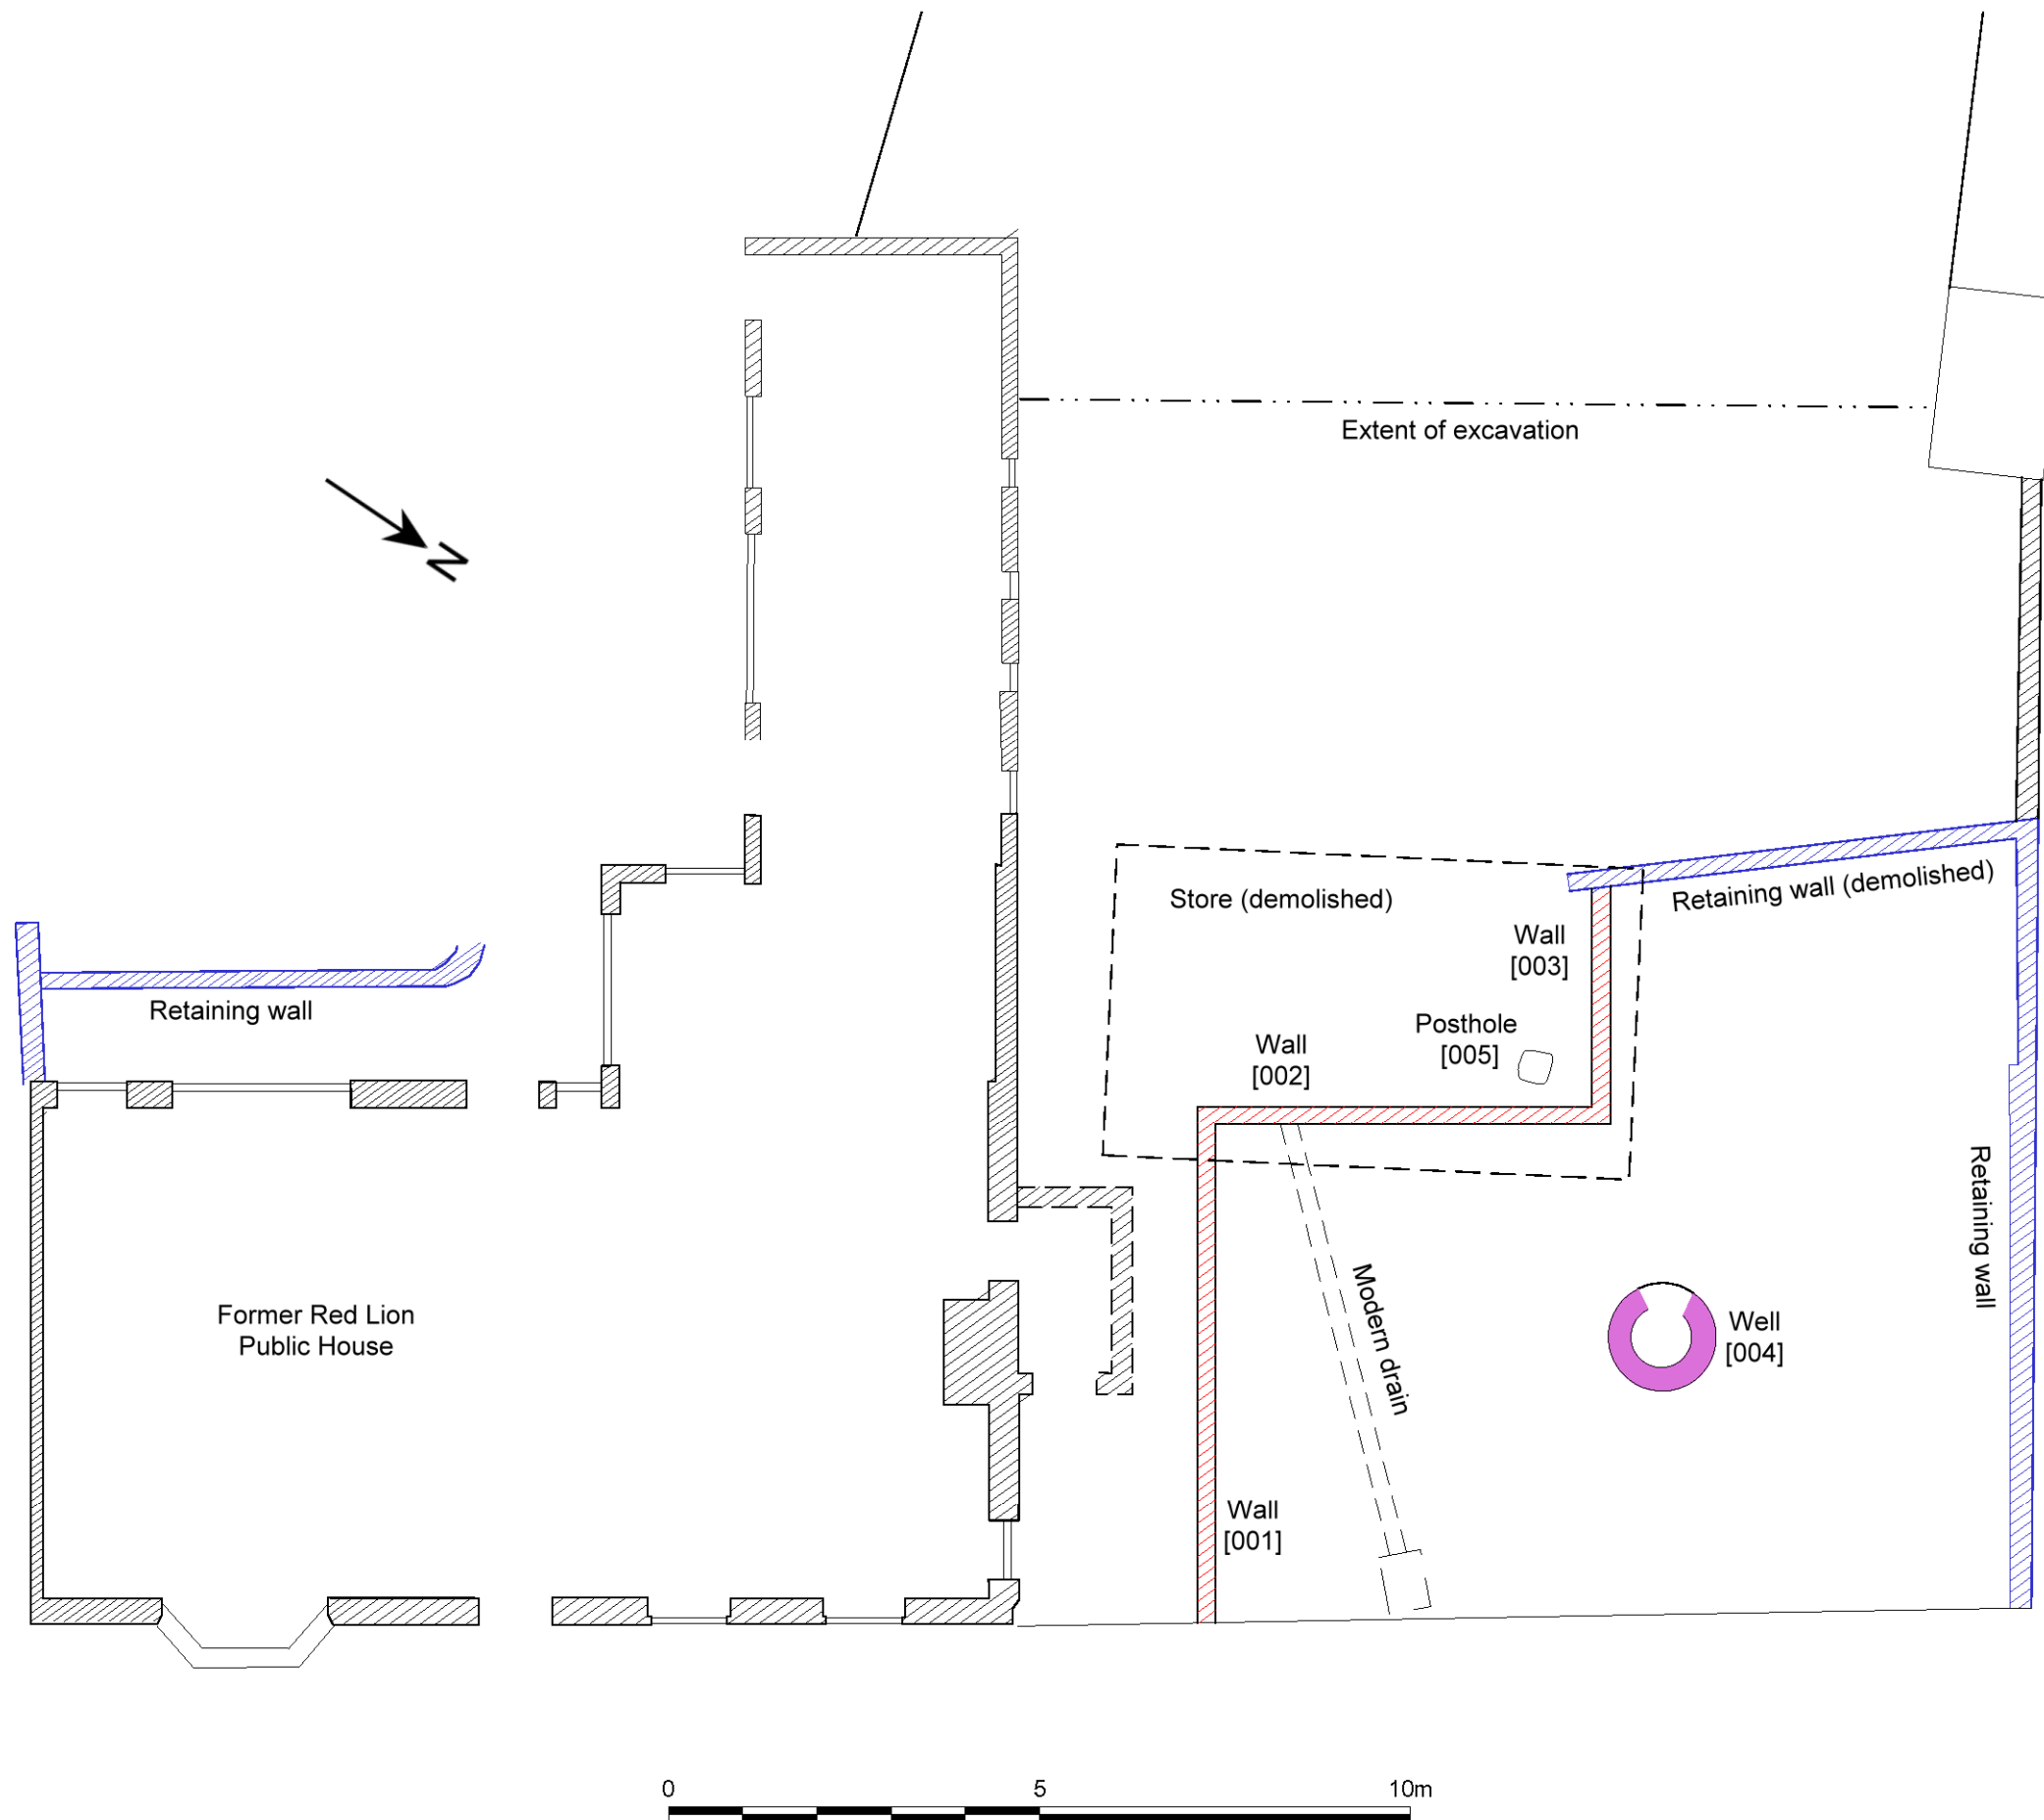 Extent of excavation
N
Store (demolished)
Retaining wall (demolished)
Wall
[003]
Retaining wall
Posthole
[005]
Wall
[002]
Retaining wall
Modern drain
Former Red Lion
Public House
Well
[004]
Wall
[001]
0 5 10m